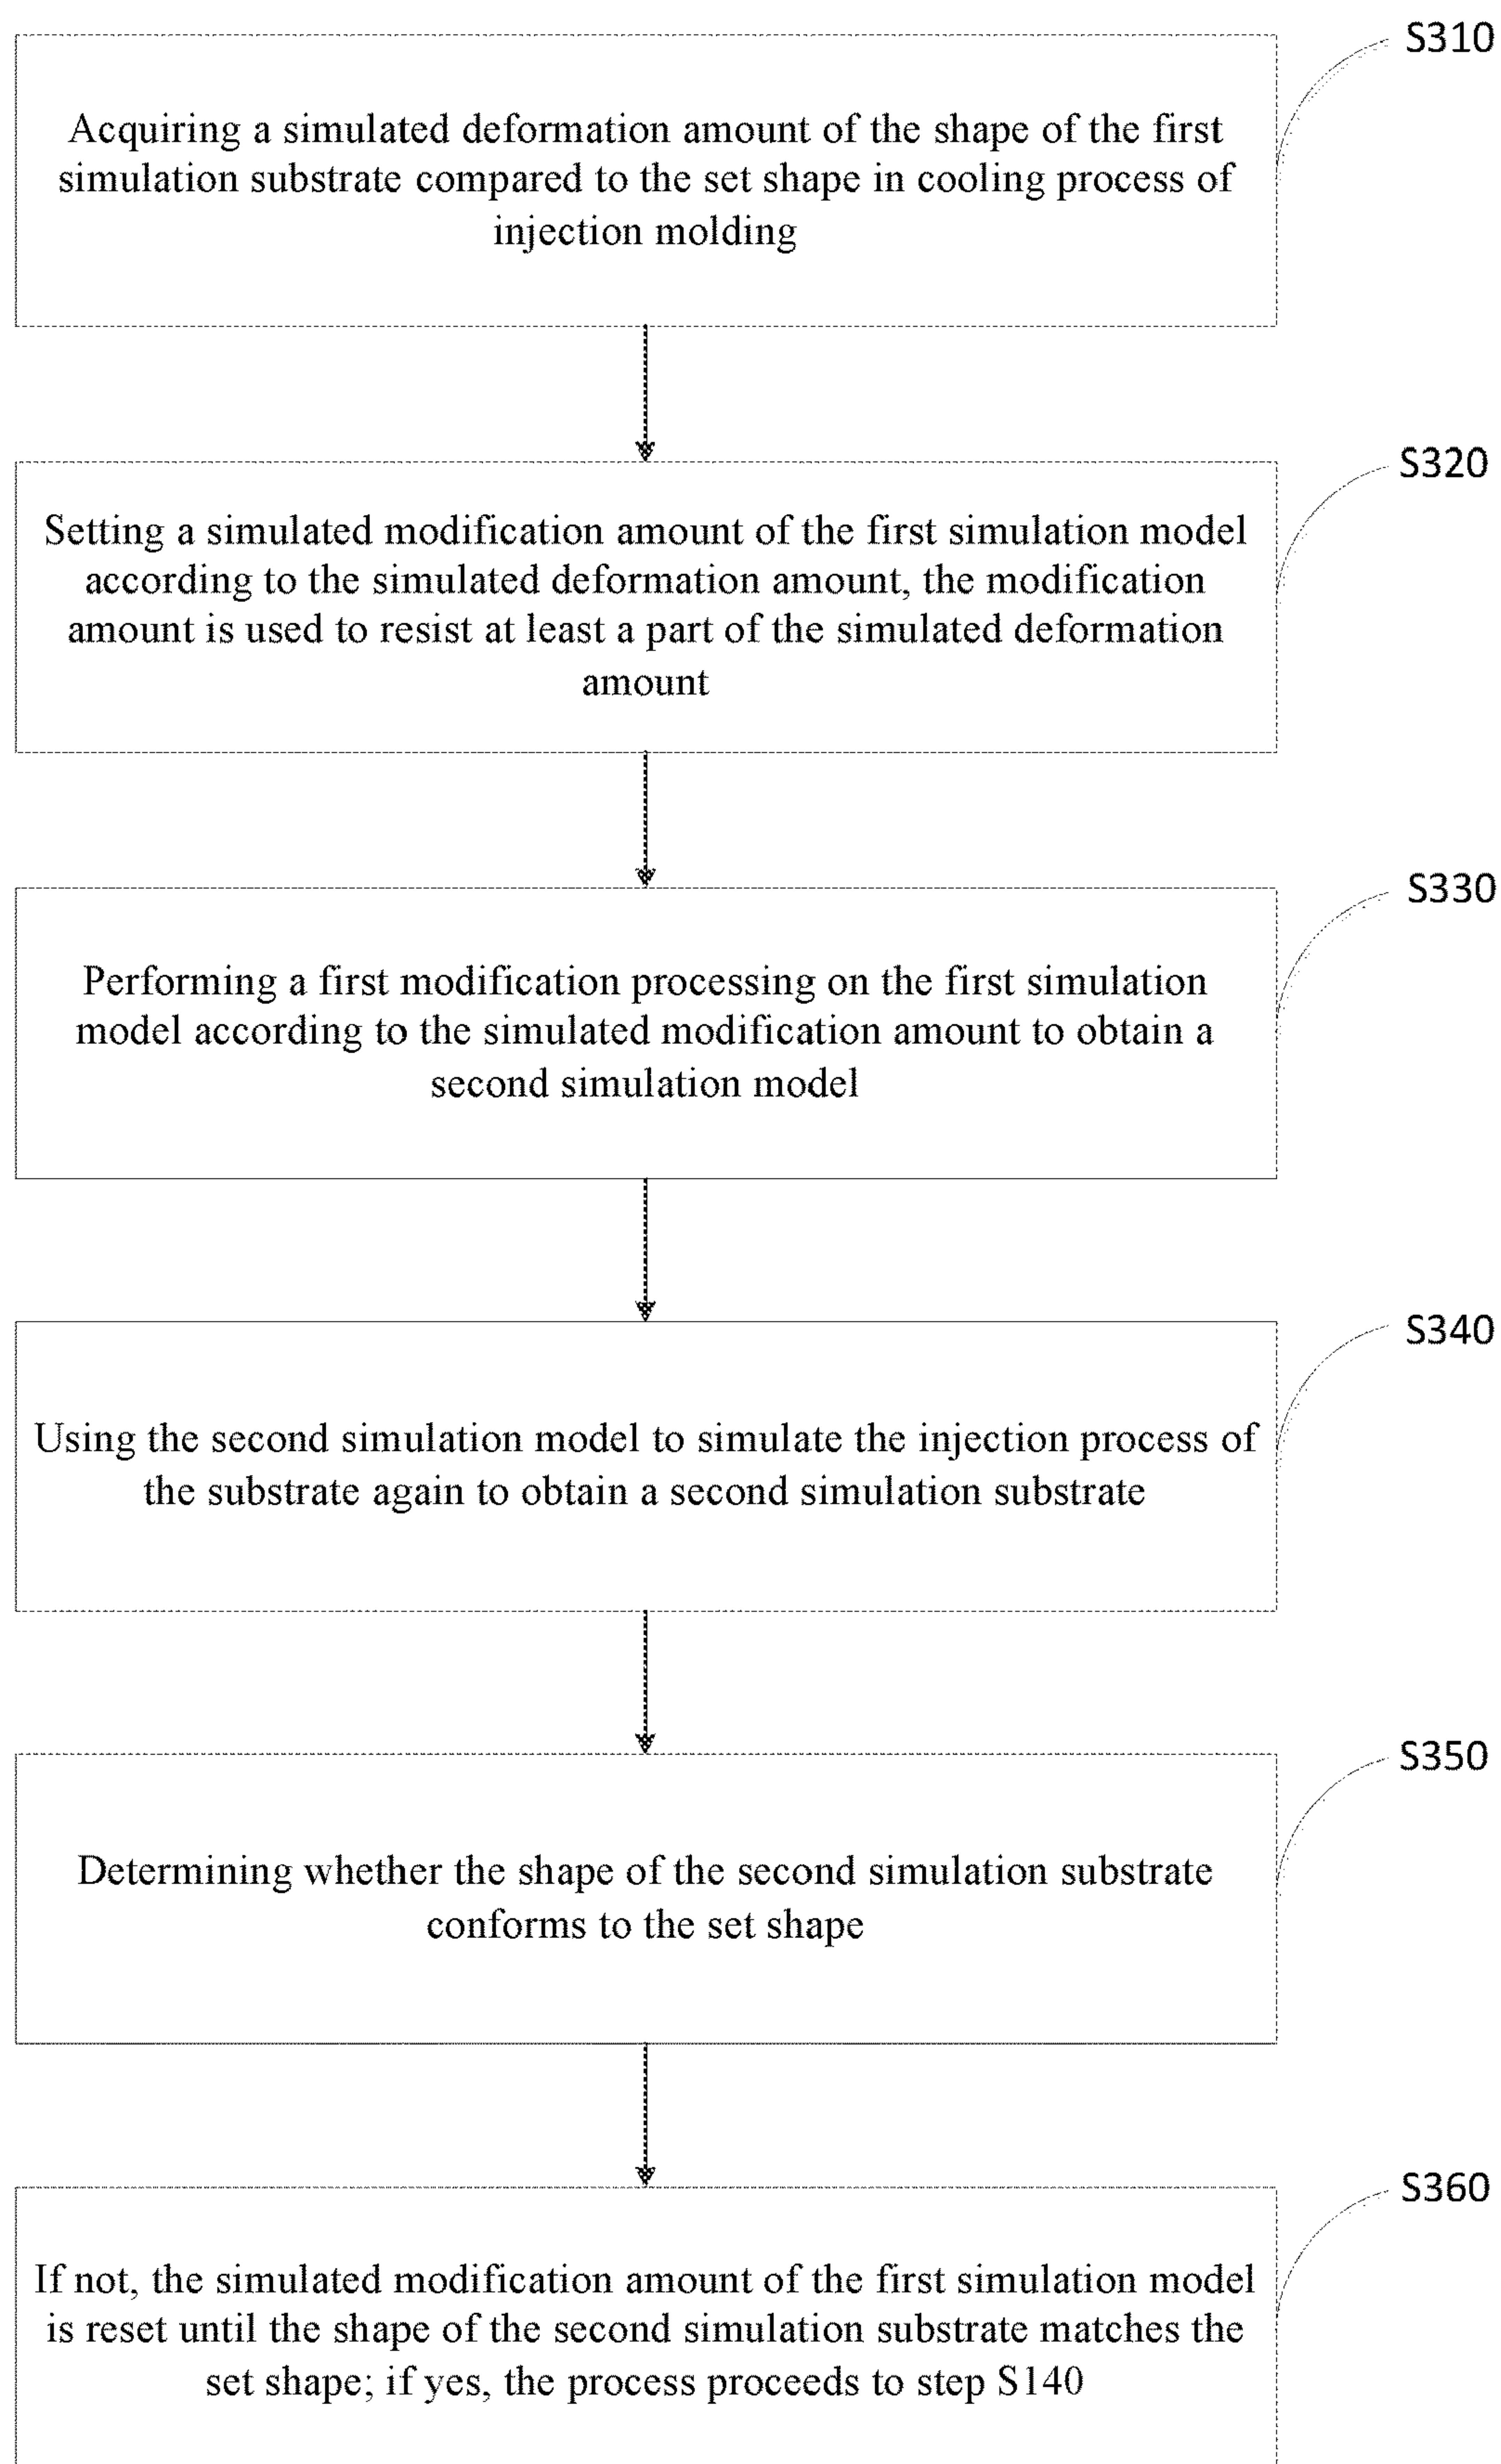 S310
Acquiring a simulated deformation amount of the shape of the first
simulation substrate compared to the set shape in cooling process of
injection molding
S320
Setting a simulated modification amount of the first simulation model
according to the simulated deformation amount, the modification
amount is used to resist at least a part of the simulated deformation
amount
S330
Performing a first modification processing on the first simulation
model according to the simulated modification amount to obtain a
second simulation model
S340
Using the second simulation model to simulate the injection process of
the substrate again to obtain a second simulation substrate
S350
Determining whether the shape of the second simulation substrate
conforms to the set shape
S360
If not, the simulated modification amount of the first simulation model
is reset until the shape of the second simulation substrate matches the
set shape; if yes, the process proceeds to step S140